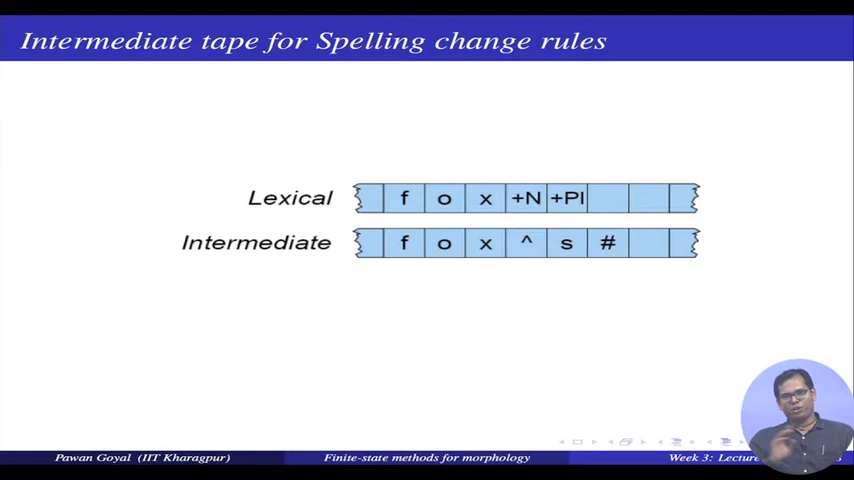 Intermediate tape for Spelling change rules
Lexical f o x +N +Pl
Intermediate f o x ^ s #
Pawan Goyal (IIT Kharagpur) Finite-state methods for morphology Week 3: Lecture